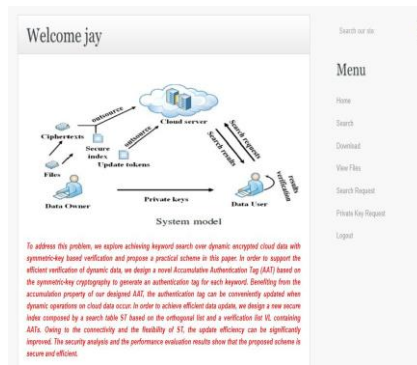 Welcome jay
Search our site
Menu
Home
Search
Download
View Files
Search Request
Private Key Request
Logout
outsource
Cloud server
Ciphertexts
outsource
Secure
index
Update tokens
Search requests
Search results
results
verification
Files
Private keys
Data Owner
Data User
System model
To address this problem, we explore achieving keyword search over dynamic encrypted cloud data with
symmetric-key based verification and propose a practical scheme in this paper. In order to support the
efficient verification of dynamic data, we design a novel Accumulative Authentication Tag (AAT) based on
the symmetric-key cryptography to generate an authentication tag for each keyword. Benefiting from the
accumulation property of our designed AAT, the authentication tag can be conveniently updated when
dynamic operations on cloud data occur. In order to achieve efficient data update, we design a new secure
index composed by a search table ST based on the orthogonal list and a verification list VL containing
AATs. Owing to the connectivity and the flexibility of ST, the update efficiency can be significantly
improved. The security analysis and the performance evaluation results show that the proposed scheme is
secure and efficient.